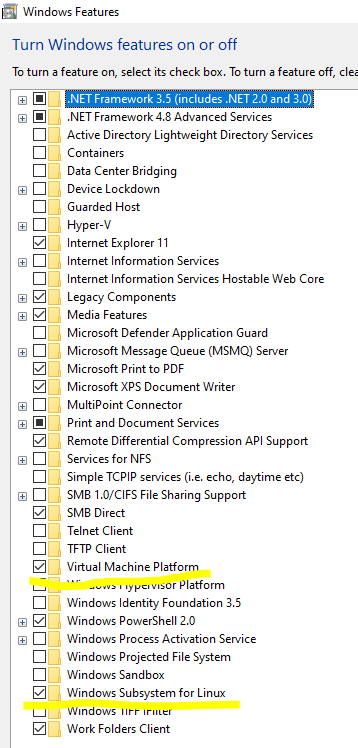 Windows Features
Turn Windows features on or off
To turn a feature on, select its check box. To turn a feature off, clea
.NET Framework 3.5 (includes .NET 2.0 and 3.0)
.NET Framework 4.8 Advanced Services
Active Directory Lightweight Directory Services
Containers
Data Center Bridging
Device Lockdown
Guarded Host
Hyper-V
Internet Explorer 11
Internet Information Services
Internet Information Services Hostable Web Core
Legacy Components
Media Features
Microsoft Defender Application Guard
Microsoft Message Queue (MSMQ) Server
Microsoft Print to PDF
Microsoft XPS Document Writer
MultiPoint Connector
Print and Document Services
Remote Differential Compression API Support
Services for NFS
Simple TCPIP services (i.e. echo, daytime etc)
SMB 1.0/CIFS File Sharing Support
SMB Direct
Telnet Client
TFTP Client
Virtual Machine Platform
Windows Hypervisor Platform
Windows Identity Foundation 3.5
Windows PowerShell 2.0
Windows Process Activation Service
Windows Projected File System
Windows Sandbox
Windows Subsystem for Linux
Windows TIFF IFilter
Work Folders Client